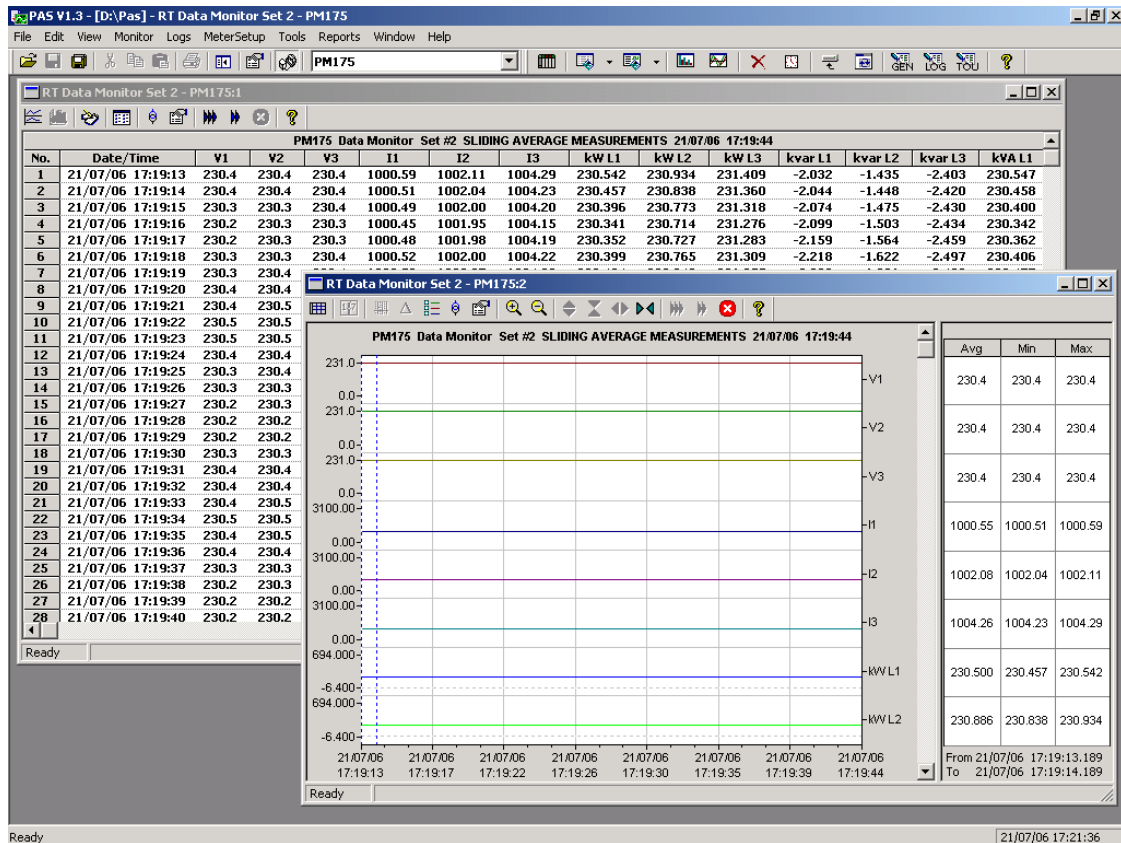 PAS V1.3 - [D:\Pas] - RT Data Monitor Set 2 - PM175
File Edit View Monitor Logs MeterSetup Tools Reports Window Help
PM175 GEN LOG TOU
RT Data Monitor Set 2 - PM175:1
PM175 Data Monitor Set #2 SLIDING AVERAGE MEASUREMENTS 21/07/06 17:19:44
No. Date/Time V1 V2 V3 I1 I2 I3 kW L1 kW L2 kW L3 kvar L1 kvar L2 kvar L3 kVA L1
1 21/07/06 17:19:13 230.4 230.4 230.4 1000.59 1002.11 1004.29 230.542 230.934 231.409 -2.032 -1.435 -2.403 230.547
2 21/07/06 17:19:14 230.4 230.4 230.4 1000.51 1002.04 1004.23 230.457 230.838 231.360 -2.044 -1.448 -2.420 230.458
3 21/07/06 17:19:15 230.3 230.3 230.4 1000.49 1002.00 1004.20 230.396 230.773 231.318 -2.074 -1.475 -2.430 230.400
4 21/07/06 17:19:16 230.2 230.3 230.3 1000.45 1001.95 1004.15 230.341 230.714 231.276 -2.099 -1.503 -2.434 230.342
5 21/07/06 17:19:17 230.2 230.3 230.3 1000.48 1001.98 1004.19 230.352 230.727 231.283 -2.159 -1.564 -2.459 230.362
6 21/07/06 17:19:18 230.3 230.3 230.3 1000.52 1002.00 1004.22 230.399 230.765 231.309 -2.218 -1.622 -2.497 230.406
7 21/07/06 17:19:19 230.3 230.4
8 21/07/06 17:19:20 230.4 230.4
9 21/07/06 17:19:21 230.4 230.5
10 21/07/06 17:19:22 230.5 230.5
11 21/07/06 17:19:23 230.5 230.5
12 21/07/06 17:19:24 230.4 230.4
13 21/07/06 17:19:25 230.3 230.4
14 21/07/06 17:19:26 230.3 230.3
15 21/07/06 17:19:27 230.2 230.3
16 21/07/06 17:19:28 230.2 230.2
17 21/07/06 17:19:29 230.2 230.2
18 21/07/06 17:19:30 230.3 230.3
19 21/07/06 17:19:31 230.4 230.4
20 21/07/06 17:19:32 230.4 230.4
21 21/07/06 17:19:33 230.4 230.5
22 21/07/06 17:19:34 230.5 230.5
23 21/07/06 17:19:35 230.4 230.5
24 21/07/06 17:19:36 230.4 230.4
25 21/07/06 17:19:37 230.3 230.3
26 21/07/06 17:19:38 230.2 230.3
27 21/07/06 17:19:39 230.2 230.2
28 21/07/06 17:19:40 230.2 230.2
Ready
RT Data Monitor Set 2 - PM175:2
PM175 Data Monitor Set #2 SLIDING AVERAGE MEASUREMENTS 21/07/06 17:19:44
Avg Min Max
231.0
V1 230.4 230.4 230.4
0.0
231.0
V2 230.4 230.4 230.4
0.0
231.0
V3 230.4 230.4 230.4
0.0
3100.00
I1 1000.55 1000.51 1000.59
3100.00
I2 1002.08 1002.04 1002.11
0.00
3100.00
I3 1004.26 1004.23 1004.29
0.00
694.000
kW L1 230.500 230.457 230.542
-6.400
694.000
kW L2 230.886 230.838 230.934
-6.400
21/07/06 21/07/06 21/07/06 21/07/06 21/07/06 21/07/06 21/07/06 21/07/06
17:19:13 17:19:17 17:19:22 17:19:26 17:19:30 17:19:35 17:19:39 17:19:44
From 21/07/06 17:19:13.189
To 21/07/06 17:19:14.189
Ready
Ready 21/07/06 17:21:36